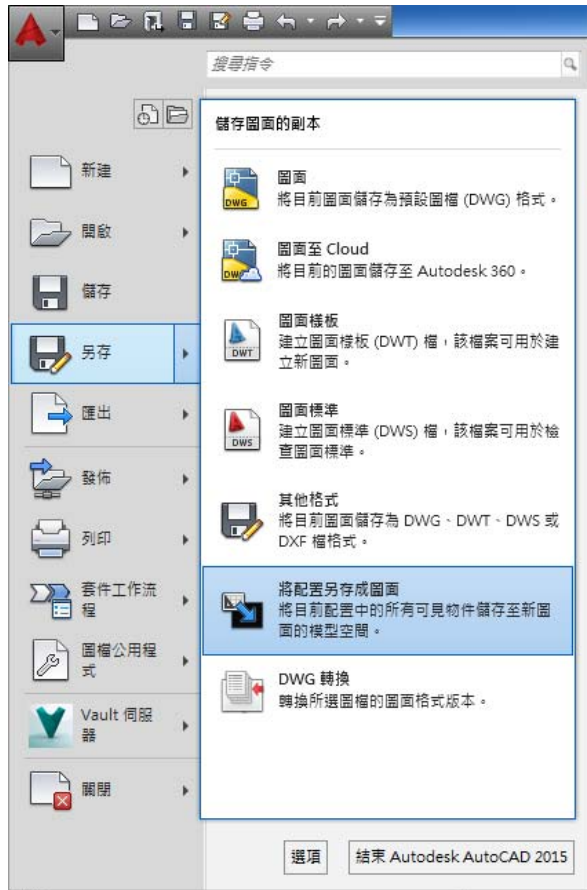 搜尋指令
儲存圖面的副本
新建
開啟
儲存
另存
匯出
發佈
列印
套件工作流
程
圖檔公用程
式
Vault 伺服
器
關閉
圖面
將目前圖面儲存為預設圖檔 (DWG) 格式。
圖面至 Cloud
將目前的圖面儲存至 Autodesk 360。
圖面樣板
建立圖面樣板 (DWT) 檔，該檔案可用於建
立新圖面。
圖面標準
建立圖面標準 (DWS) 檔，該檔案可用於檢
查圖面標準。
其他格式
將目前圖面儲存為 DWG、DWT、DWS 或
DXF 檔格式。
將配置另存成圖面
將目前配置中的所有可見物件儲存至新圖
面的模型空間。
DWG 轉換
轉換所選圖檔的圖面格式版本。
DWG
DWG
DWT
DWS
選項
結束 Autodesk AutoCAD 2015